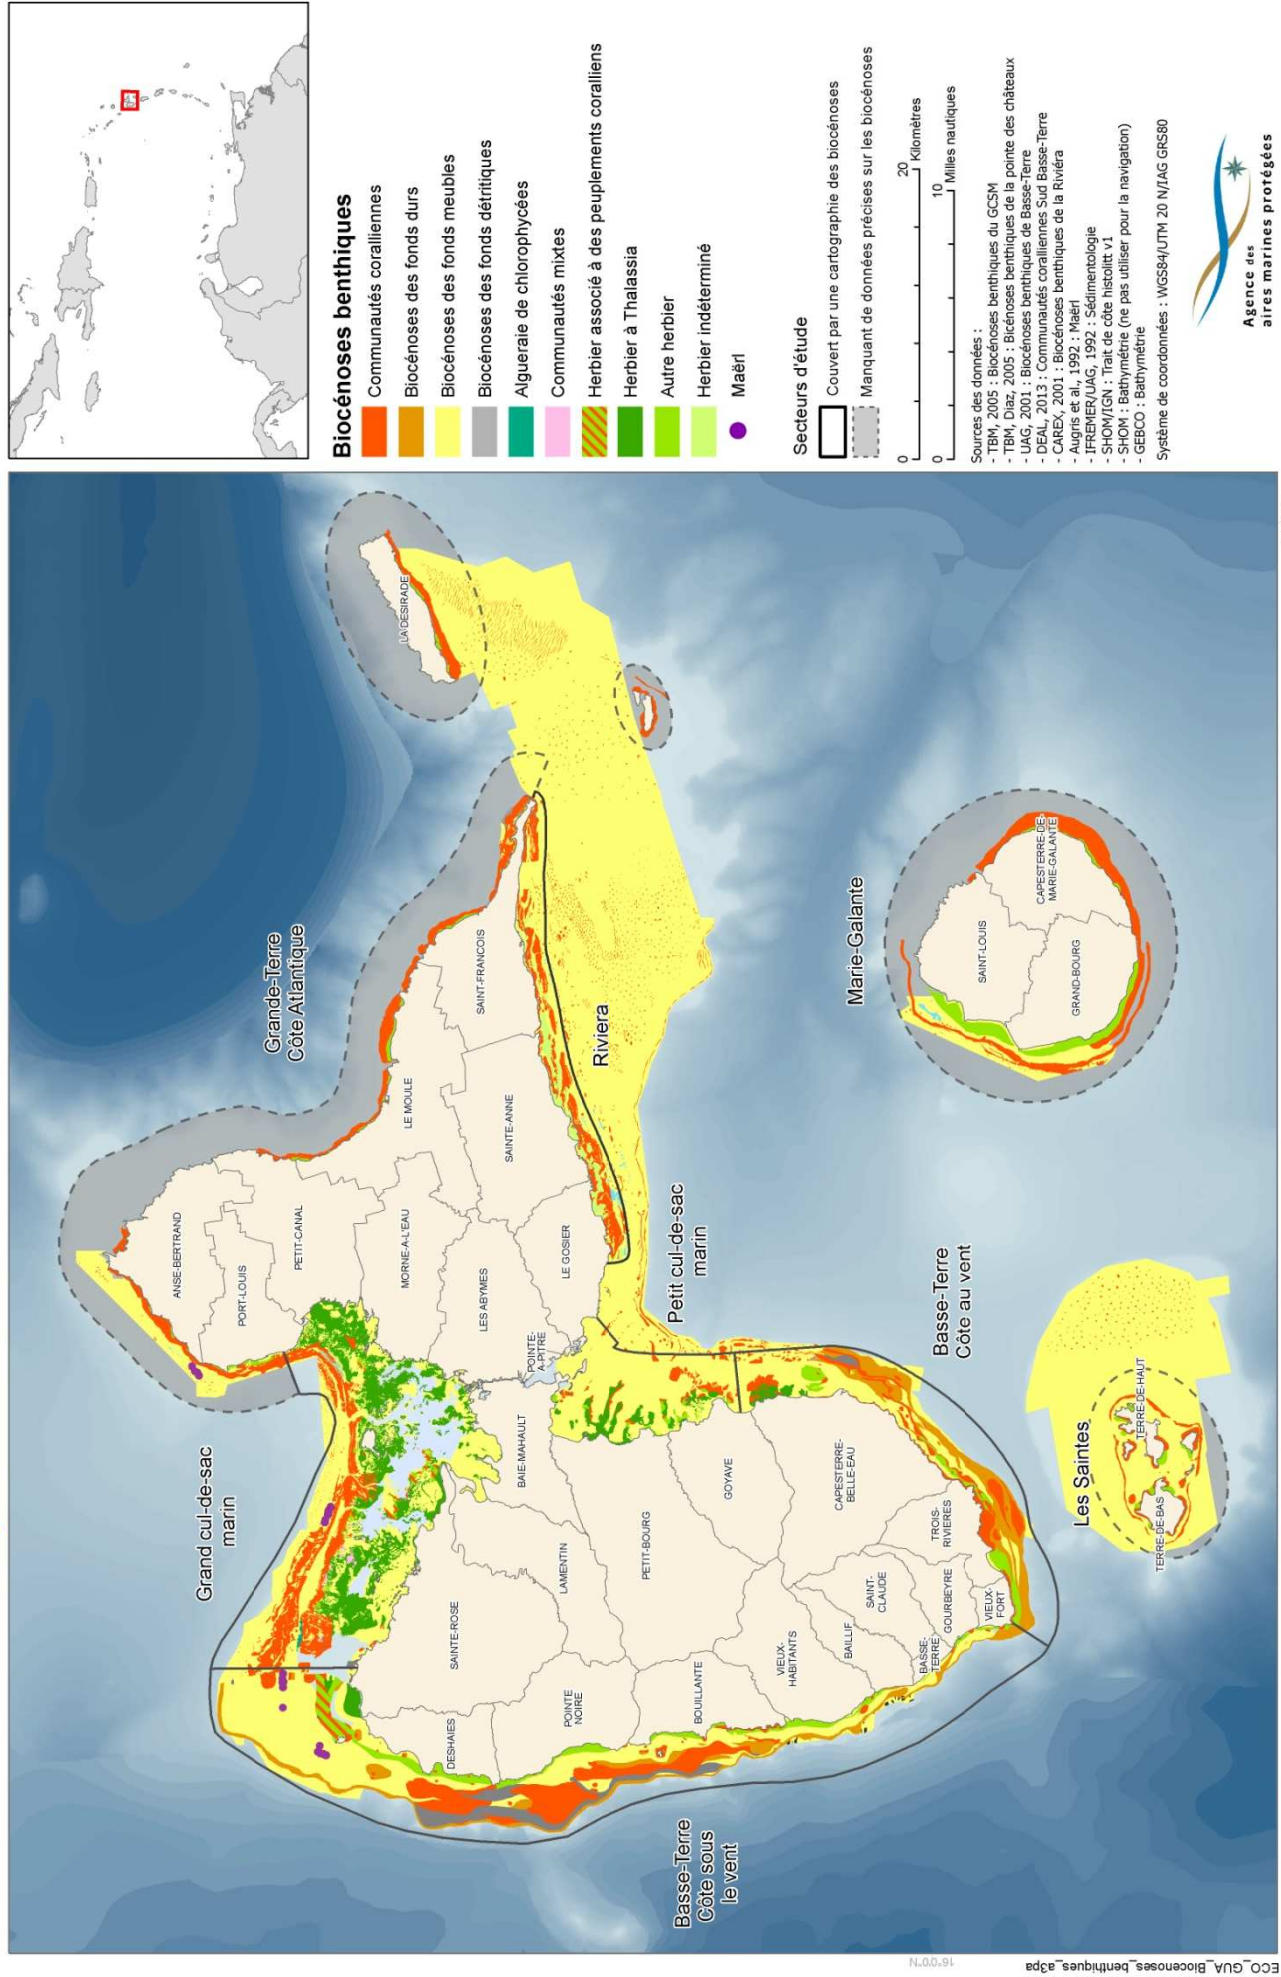 Biocénoses benthiques
Communautés coralliennes
Biocénoses des fonds durs
Biocénoses des fonds meubles
Biocénoses des fonds détritiques
Algueraie de chlorophycées
Communautés mixtes
Herbier associé à des peuplements coralliens
Herbier à Thalassia
Autre herbier
Herbier indéterminé
Maërl
Secteurs d'étude
Couvert par une cartographie des biocénoses
Manquant de données précises sur les biocénoses
0 20
Kilomètres
0 10
Milles nautiques
Sources des données :
- TBM, 2005 : Biocénoses benthiques du GCSM
- TBM, Diaz, 2005 : Bicénoses benthiques de la pointe des châteaux
- UAG, 2001 : Biocénoses benthiques de Basse-Terre
- DEAL, 2013 : Communautés coralliennes Sud Basse-Terre
- CAREX, 2001 : Biocénoses benthiques de la Riviéra
- Augris et al., 1992 : Maërl
- IFREMER/UAG, 1992 : Sédimentologie
- SHOM/IGN : Trait de côte histolitt v1
- SHOM : Bathymétrie (ne pas utiliser pour la navigation)
- GEBCO : Bathymétrie
Système de coordonnées : WGS84/UTM 20 N/IAG GRS80
Agence des
aires marines protégées
Grand cul-de-sac
marin
Grande-Terre
Côte Atlantique
Riviera
Petit cul-de-sac
marin
Marie-Galante
Basse-Terre
Côte au vent
Les Saintes
Basse-Terre
Côte sous
le vent
LA DESIRADE
ANSE-BERTRAND
PORT-LOUIS
PETIT-CANAL
MORNE-A-L'EAU
LE MOULE
SAINT-FRANCOIS
SAINTE-ANNE
LES ABYMES
LE GOSIER
POINTE-
A-PITRE
BAIE-MAHAULT
SAINTE-ROSE
LAMENTIN
PETIT-BOURG
GOYAVE
DESHAIES
POINTE
NOIRE
BOUILLANTE
VIEUX-
HABITANTS
CAPESTERRE-
BELLE-EAU
SAINT-
CLAUDE
BAILLIF
TROIS-
RIVIERES
GOURBEYRE
BASSE-
TERRE
VIEUX-
FORT
SAINT-LOUIS
CAPESTERRE-DE-
MARIE-GALANTE
GRAND-BOURG
TERRE-DE-HAUT
TERRE-DE-BAS
16°0'0"N
ECO_GUA_Biocenoses_benthiques_a3pa